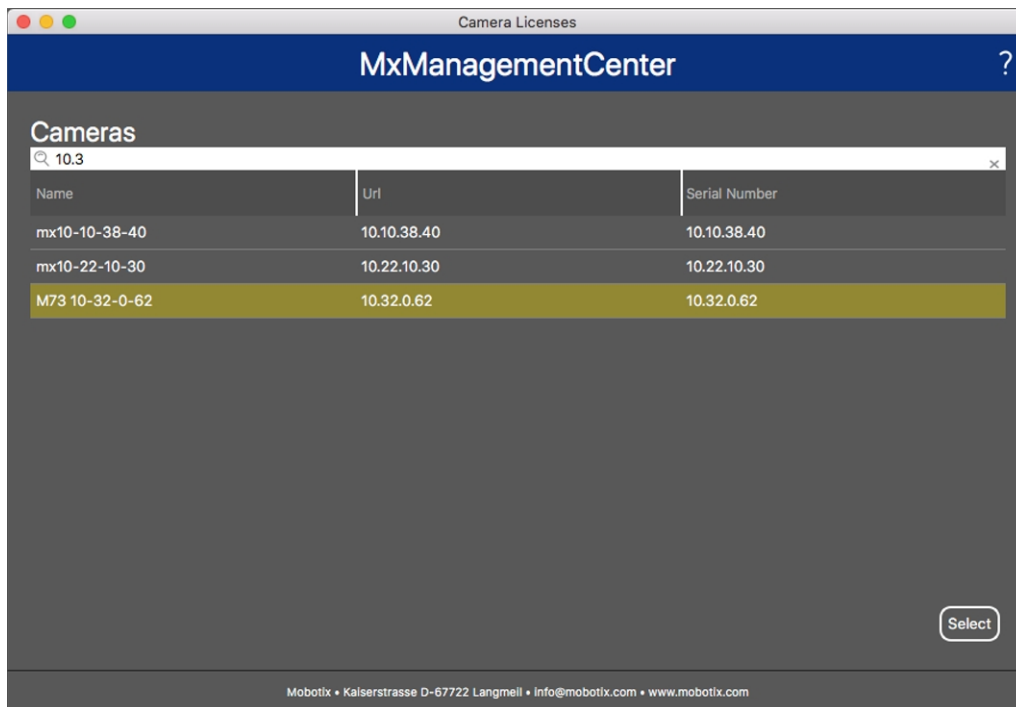 Camera Licenses
MxManagementCenter ?
Cameras
10.3 ×
Name Url Serial Number
mx10-10-38-40 10.10.38.40 10.10.38.40
mx10-22-10-30 10.22.10.30 10.22.10.30
M73 10-32-0-62 10.32.0.62 10.32.0.62
Select
Mobotix • Kaiserstrasse D-67722 Langmeil • info@mobotix.com • www.mobotix.com